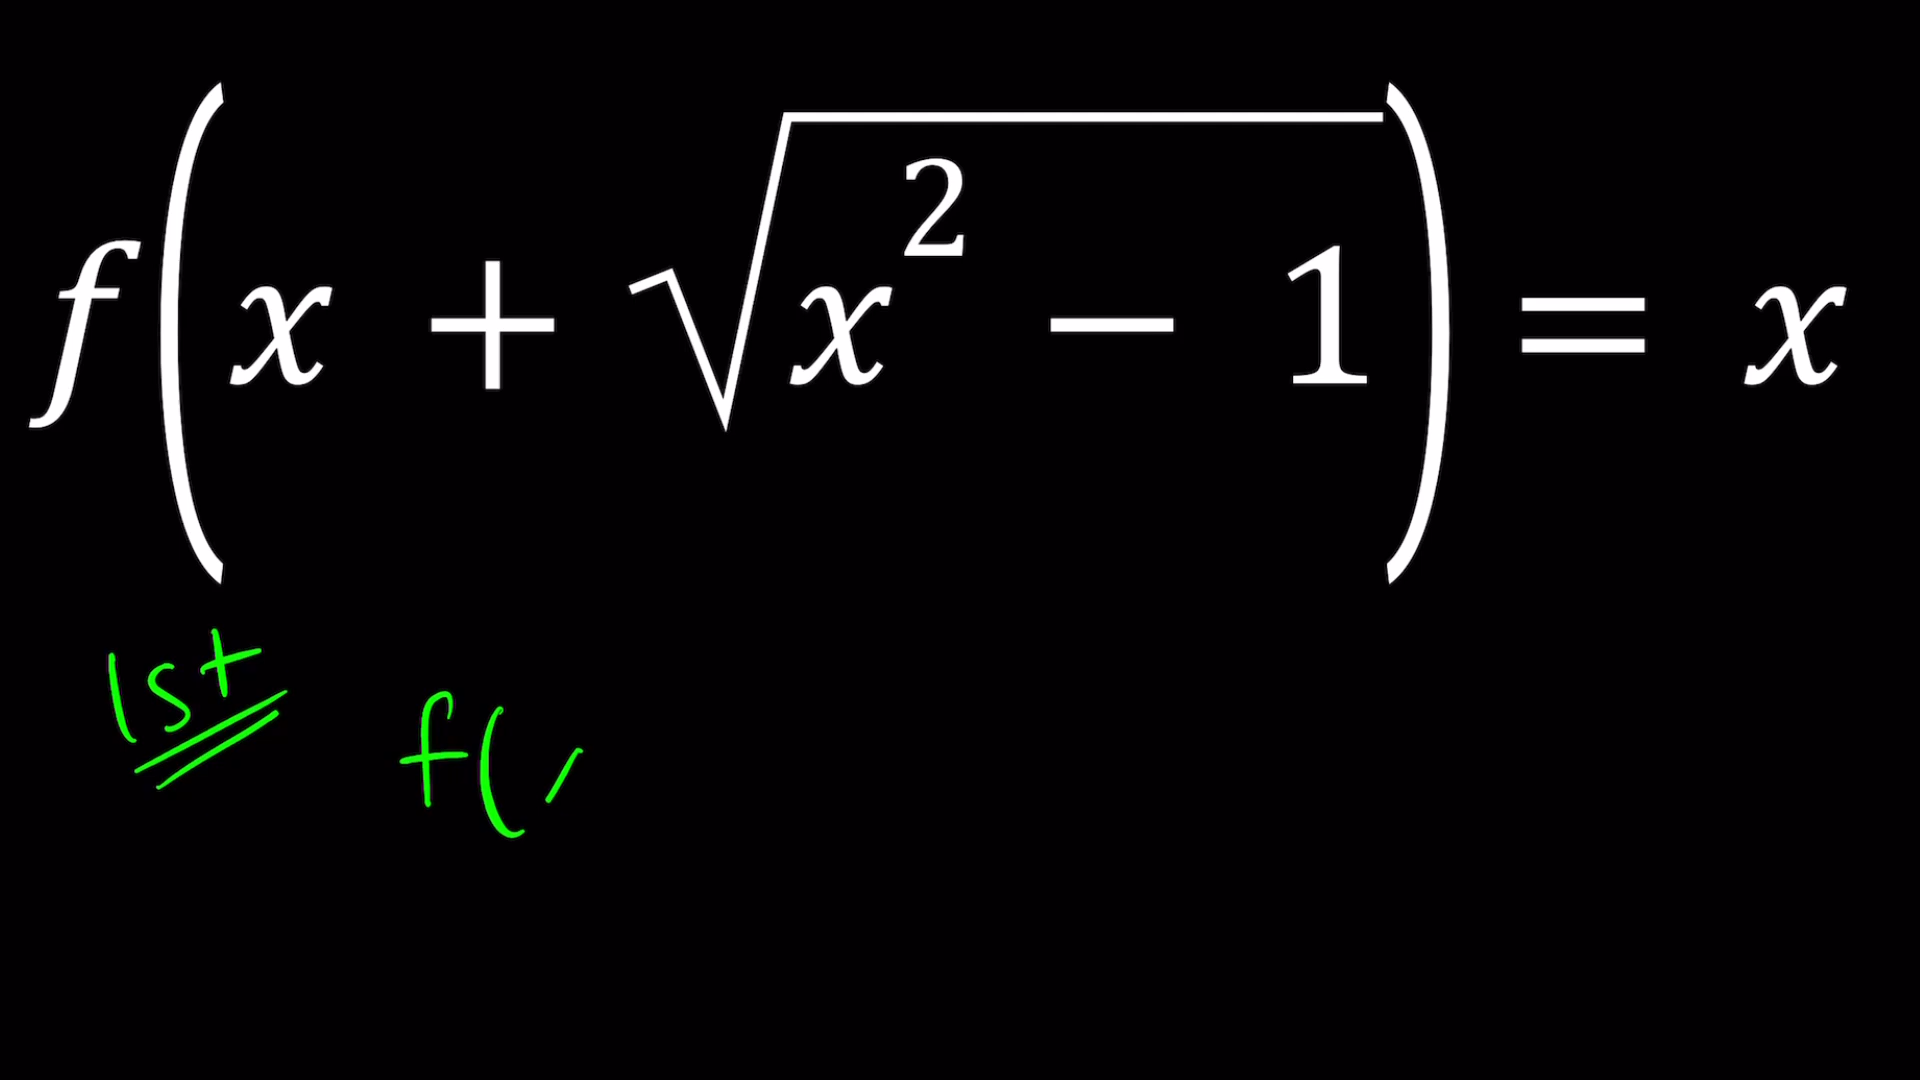 f(x + √(x² − 1)) = x
1st
f(